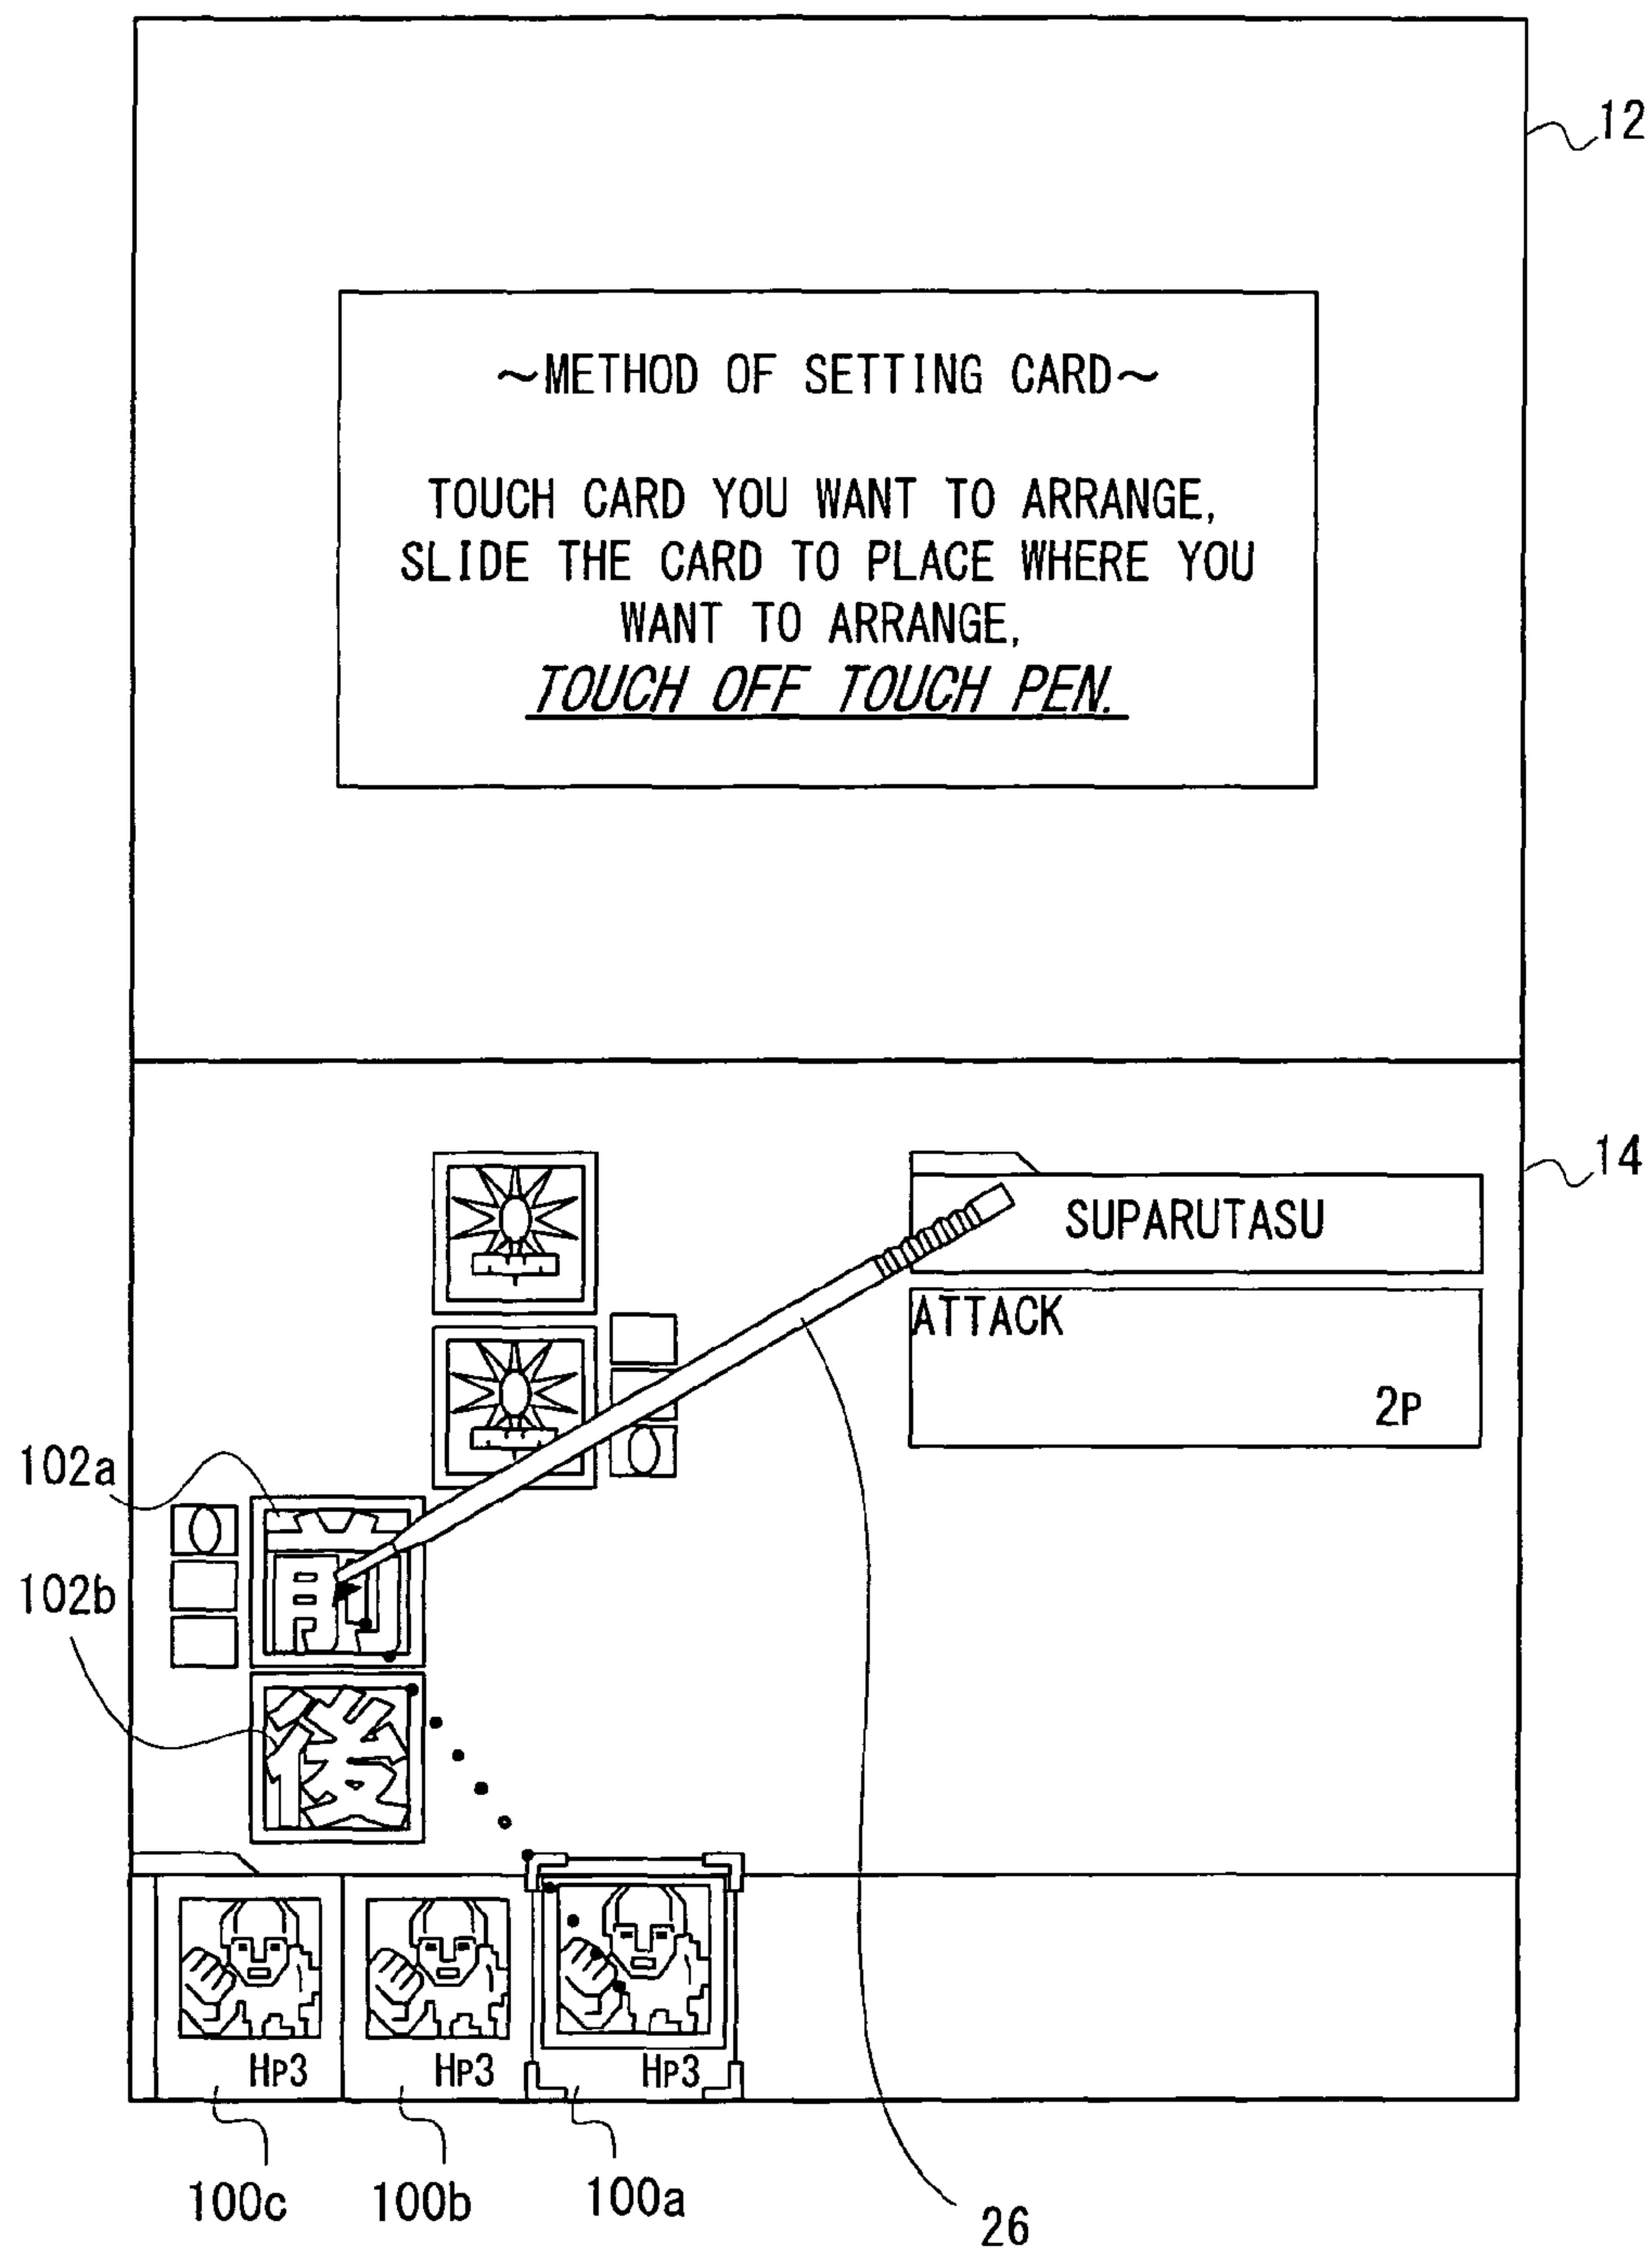 12
~METHOD OF SETTING CARD~
TOUCH CARD YOU WANT TO ARRANGE,
SLIDE THE CARD TO PLACE WHERE YOU
WANT TO ARRANGE,
TOUCH OFF TOUCH PEN.
14
SUPARUTASU
ATTACK
2P
102a
前
102b
後
HP3
HP3
HP3
100c
100b
100a
26